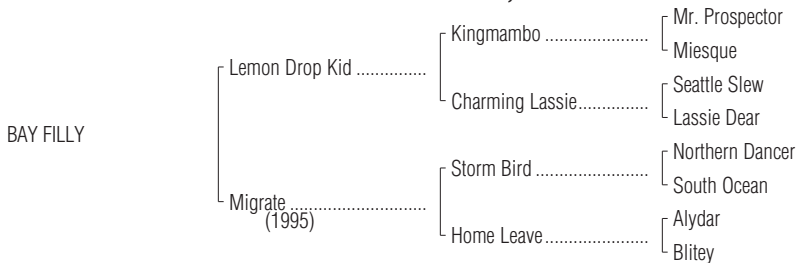 Mr. Prospector
Kingmambo .......................
Miesque
Lemon Drop Kid ...............
Seattle Slew
Charming Lassie...............
Lassie Dear
BAY FILLY
Northern Dancer
Storm Bird .........................
South Ocean
Migrate .............................
(1995)
Alydar
Home Leave.......................
Blitey